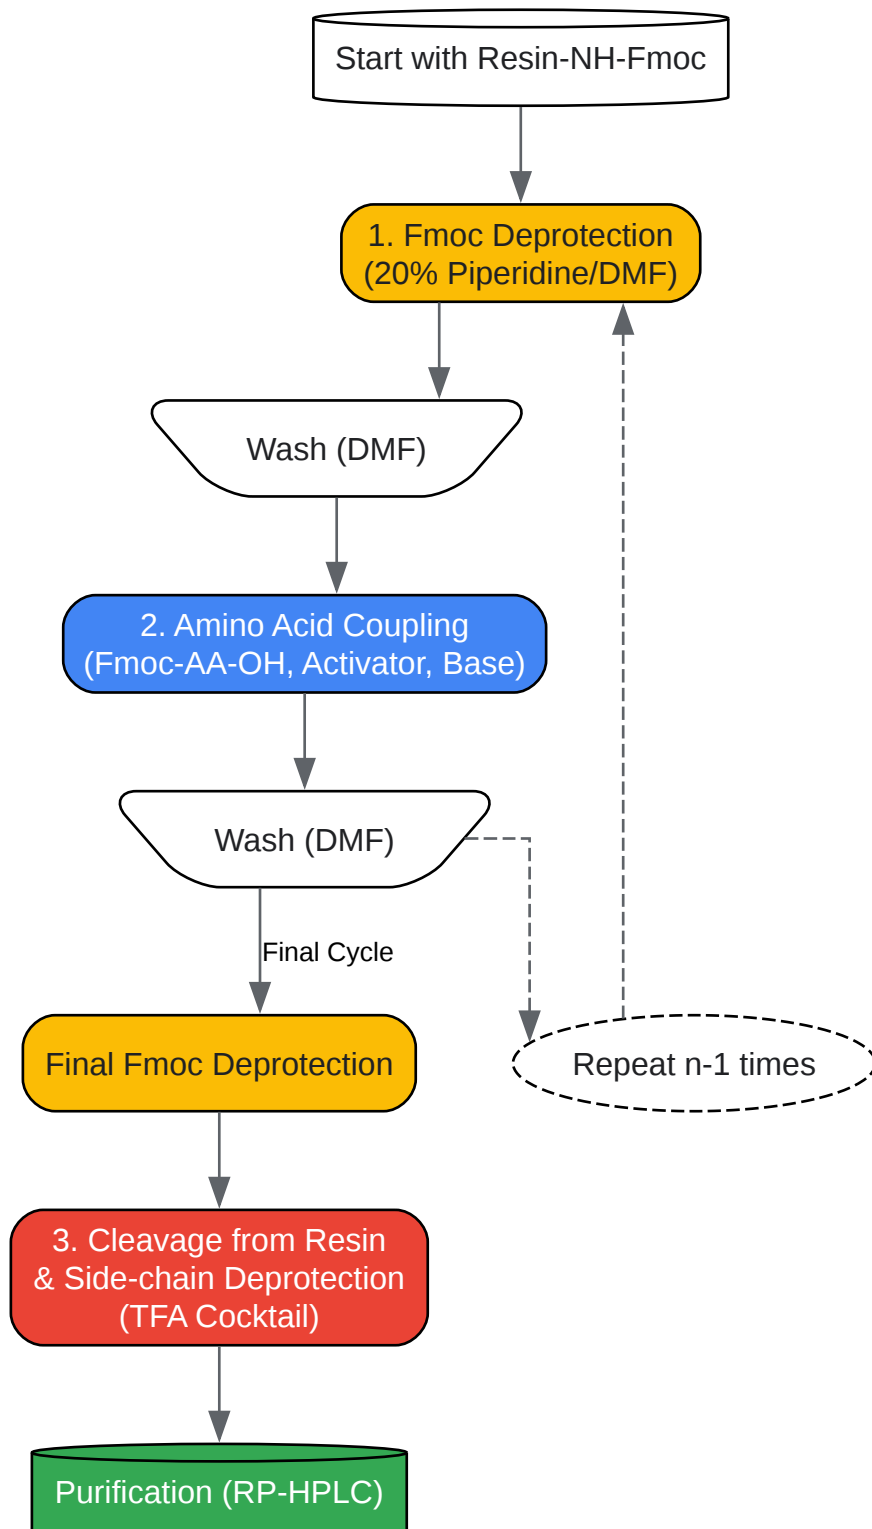 Start with Resin-NH-Fmoc
1. Fmoc Deprotection
(20% Piperidine/DMF)
Wash (DMF)
2. Amino Acid Coupling
(Fmoc-AA-OH, Activator, Base)
Wash (DMF)
Final Cycle
Final Fmoc Deprotection
Repeat n-1 times
3. Cleavage from Resin
& Side-chain Deprotection
(TFA Cocktail)
Purification (RP-HPLC)